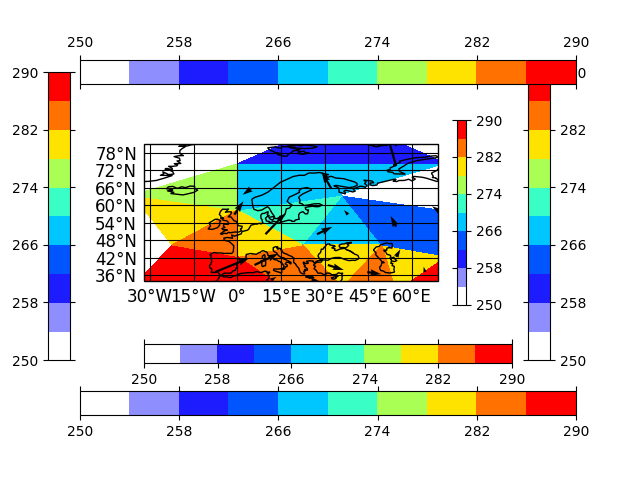 250 258 266 274 282 290
290 0
290
282 282
78°N 282
72°N
66°N 274
274 274
60°N
54°N 266
266 48°N 266
42°N 258
36°N
30°W 15°W 0° 15°E 30°E 45°E 60°E
258 250 258
250 250
250 258 266 274 282 290
250 258 266 274 282 290